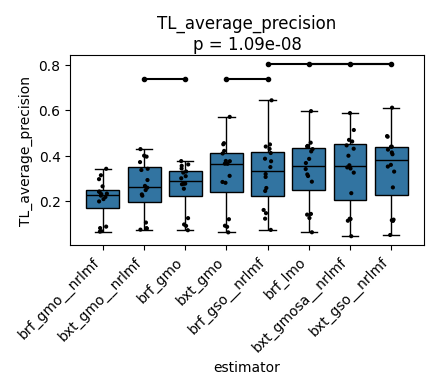 TL_average_precision
p = 1.09e-08
TL_average_precision
0.8
0.6
0.4
0.2
brf_gmo__nrlmf
bxt_gmo__nrlmf
brf_gmo
bxt_gmo
brf_gso__nrlmf
brf_lmo
bxt_gmosa__nrlmf
bxt_gso__nrlmf
estimator